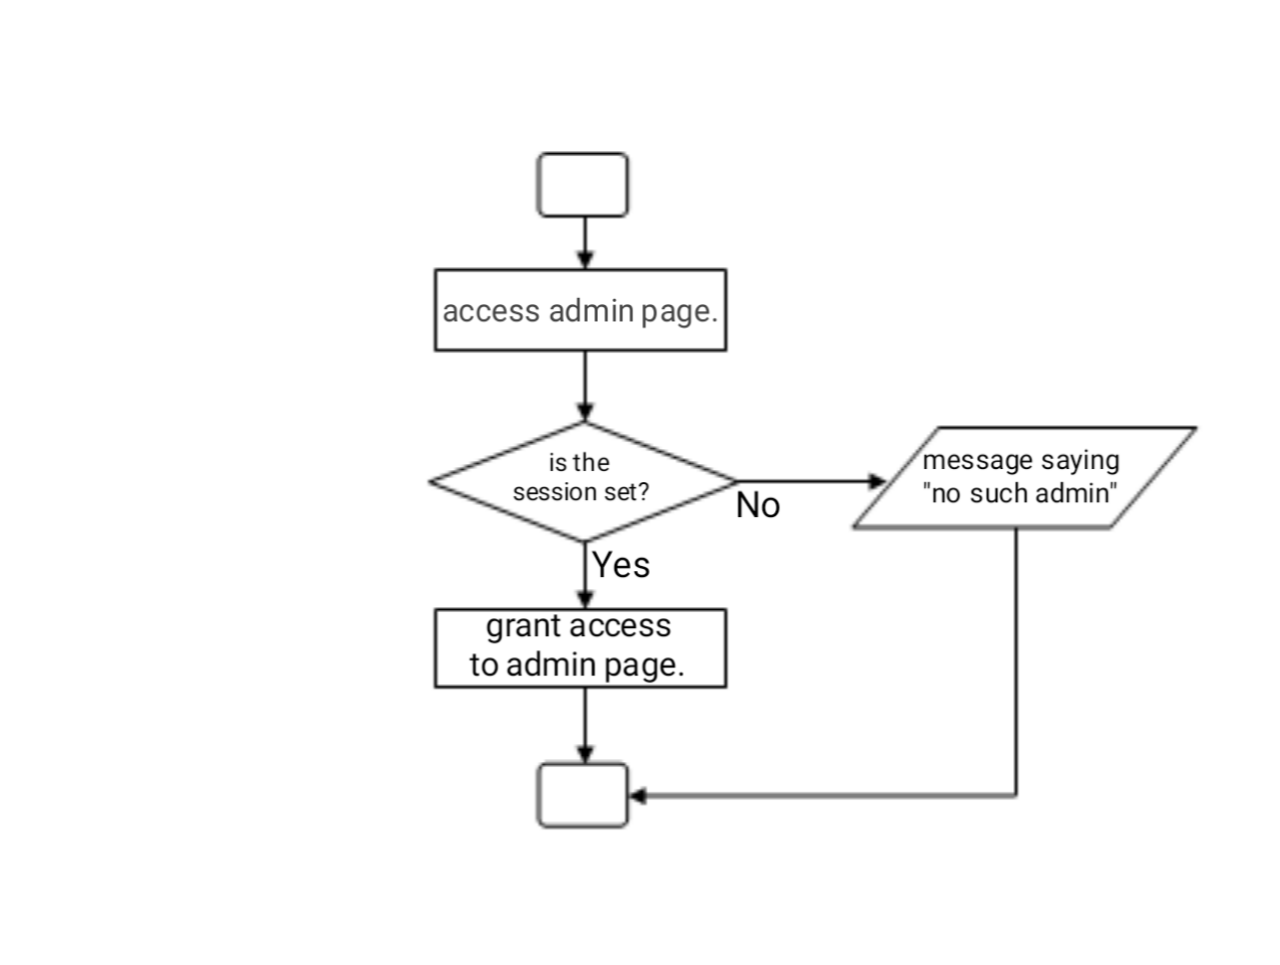 access admin page.
is the
session set?
No
message saying
"no such admin"
Yes
grant access
to admin page.